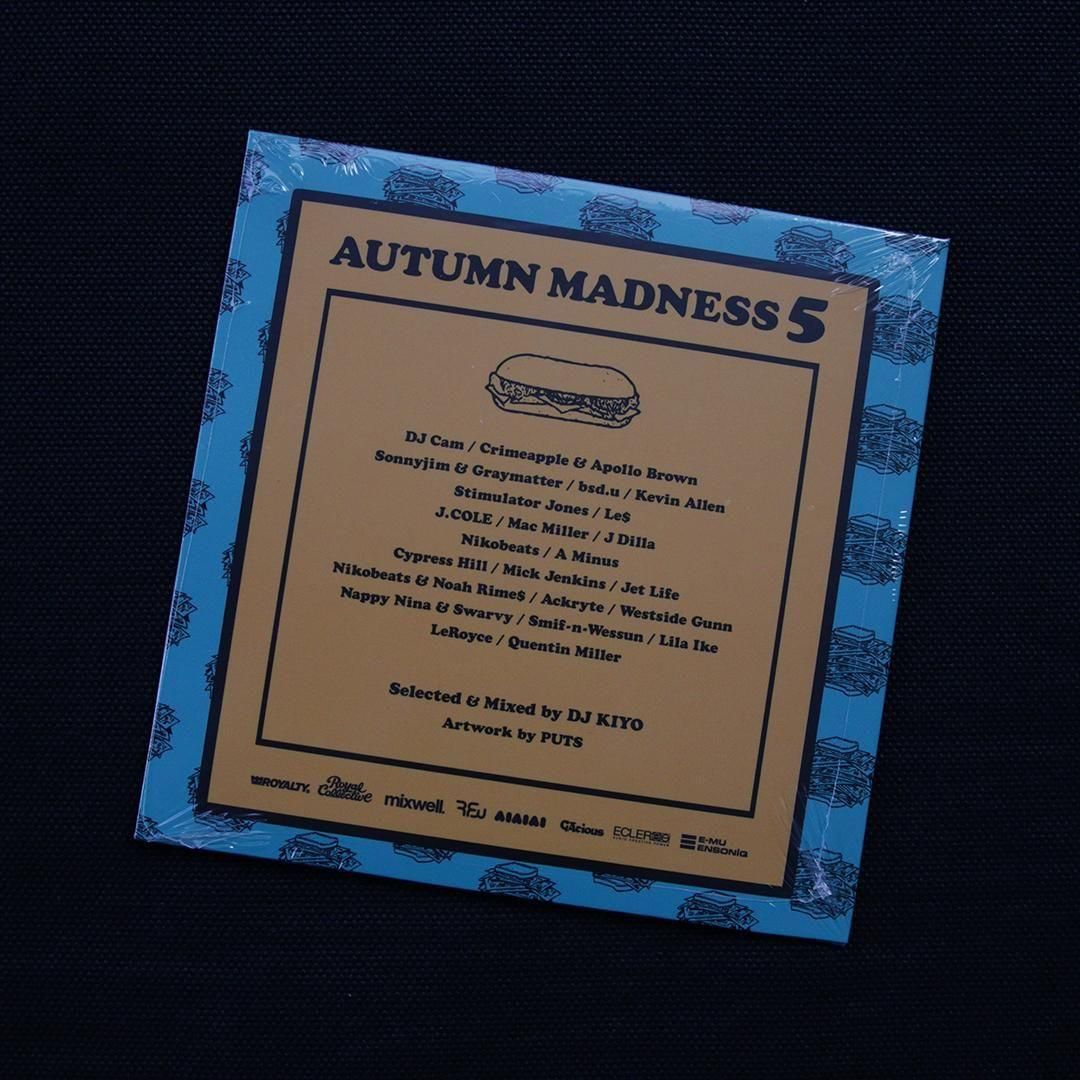 AUTUMN MADNESS 5
DJ Cam / Crimeapple & Apollo Brown
Sonnyjim & Graymatter / bsd.u / Kevin Allen
Stimulator Jones / Le$
J.COLE / Mac Miller / J Dilla
Nikobeats / A Minus
Cypress Hill / Mick Jenkins / Jet Life
Nikobeats & Noah Rime$ / Ackryte / Westside Gunn
Nappy Nina & Swarvy / Smif-n-Wessun / Lila Ike
LeRoyce / Quentin Miller
Selected & Mixed by DJ KIYO
Artwork by PUTS
ROYALTY. Royal Collective mixwell. RFW AIAIAI GAcious ECLER E-MU ENSONIQ